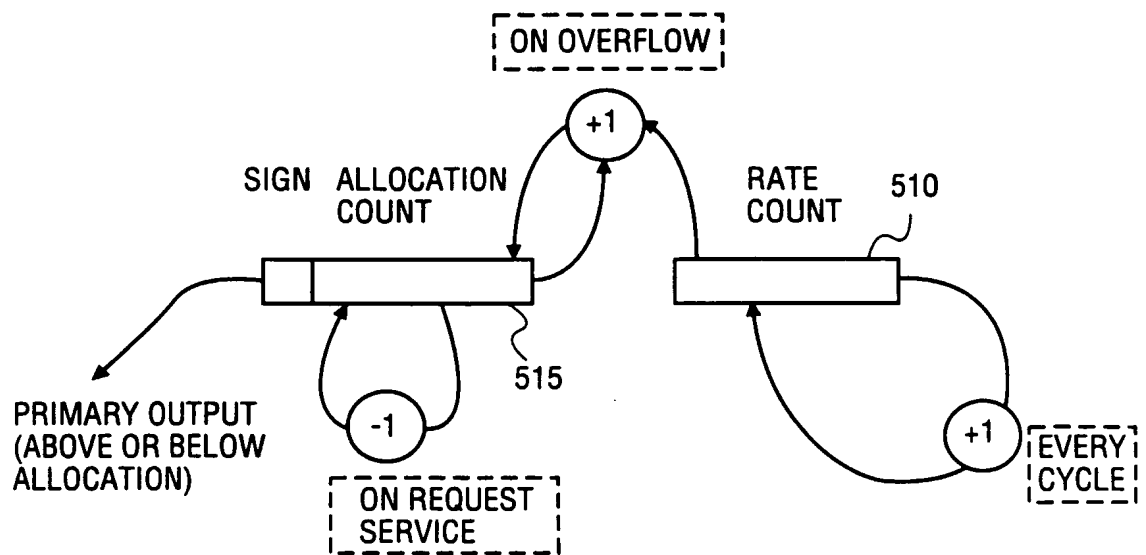 ON OVERFLOW
+1
SIGN ALLOCATION COUNT
RATE COUNT
510
515
PRIMARY OUTPUT
(ABOVE OR BELOW
ALLOCATION)
-1
ON REQUEST
SERVICE
+1
EVERY
CYCLE